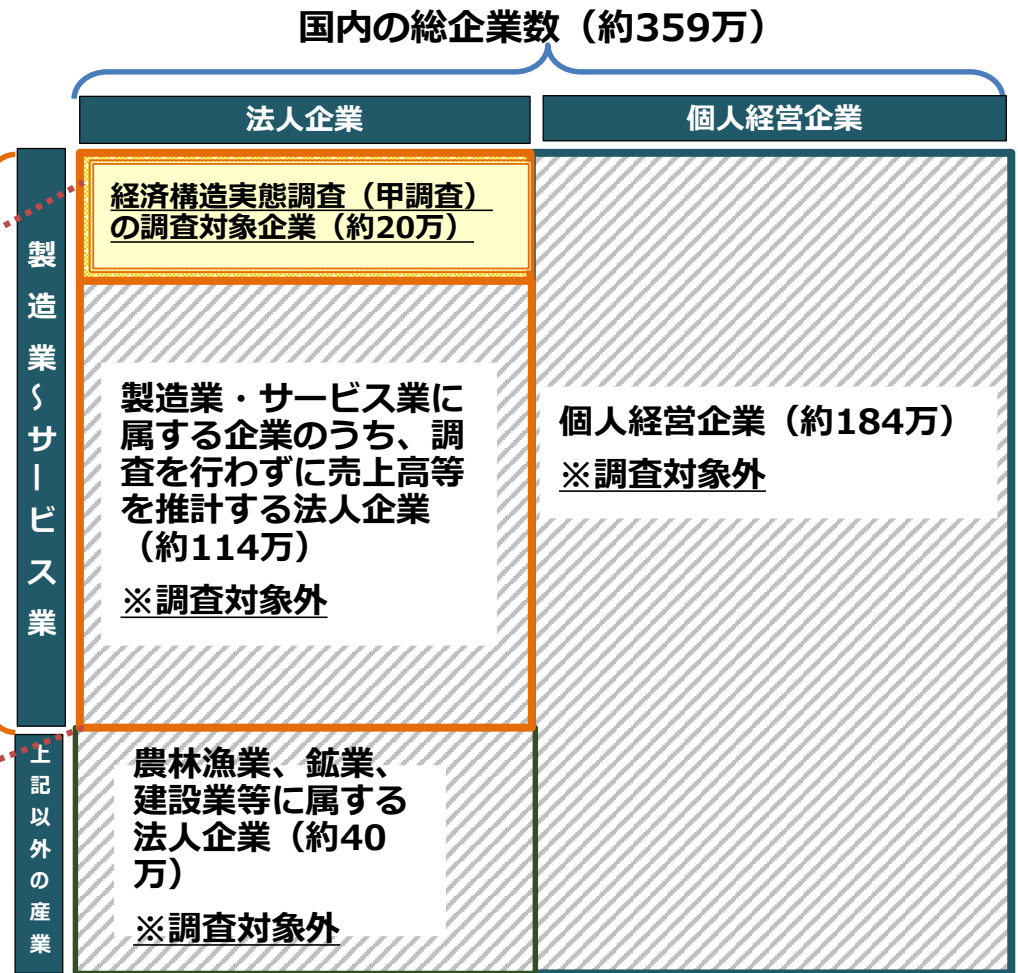 国内の総企業数（約359万）
法人企業
個人経営企業
製造業～サービス業
経済構造実態調査（甲調査）
の調査対象企業（約20万）
製造業・サービス業に
属する企業のうち、調
査を行わずに売上高等
を推計する法人企業
（約114万）
※調査対象外
個人経営企業（約184万）
※調査対象外
上記以外の産業
農林漁業、鉱業、
建設業等に属する
法人企業（約40
万）
※調査対象外